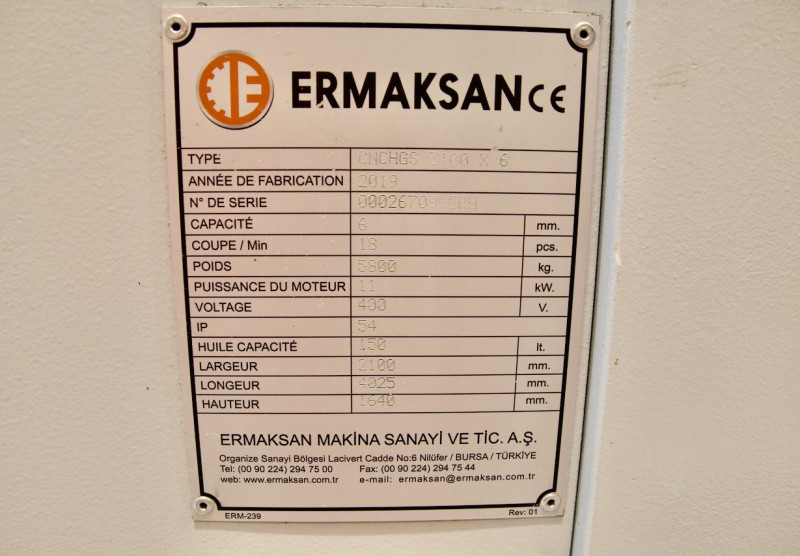 ERMAKSAN CE
TYPE CNCHGS 3100 X 6
ANNÉE DE FABRICATION 2019
N° DE SERIE
CAPACITÉ 6 mm.
COUPE / Min 18 pcs.
POIDS 5800 kg.
PUISSANCE DU MOTEUR 11 kW.
VOLTAGE 400 V.
IP 54
HUILE CAPACITÉ 150 lt.
LARGEUR 2100 mm.
LONGEUR 4025 mm.
HAUTEUR 1640 mm.
ERMAKSAN MAKİNA SANAYİ VE TİC. A.Ş.
Organize Sanayi Bölgesi Lacivert Cadde No:6 Nilüfer / BURSA / TÜRKİYE
Tel: (00 90 224) 294 75 00 Fax: (00 90 224) 294 75 44
web: www.ermaksan.com.tr e-mail: ermaksan@ermaksan.com.tr
ERM-239 Rev: 01